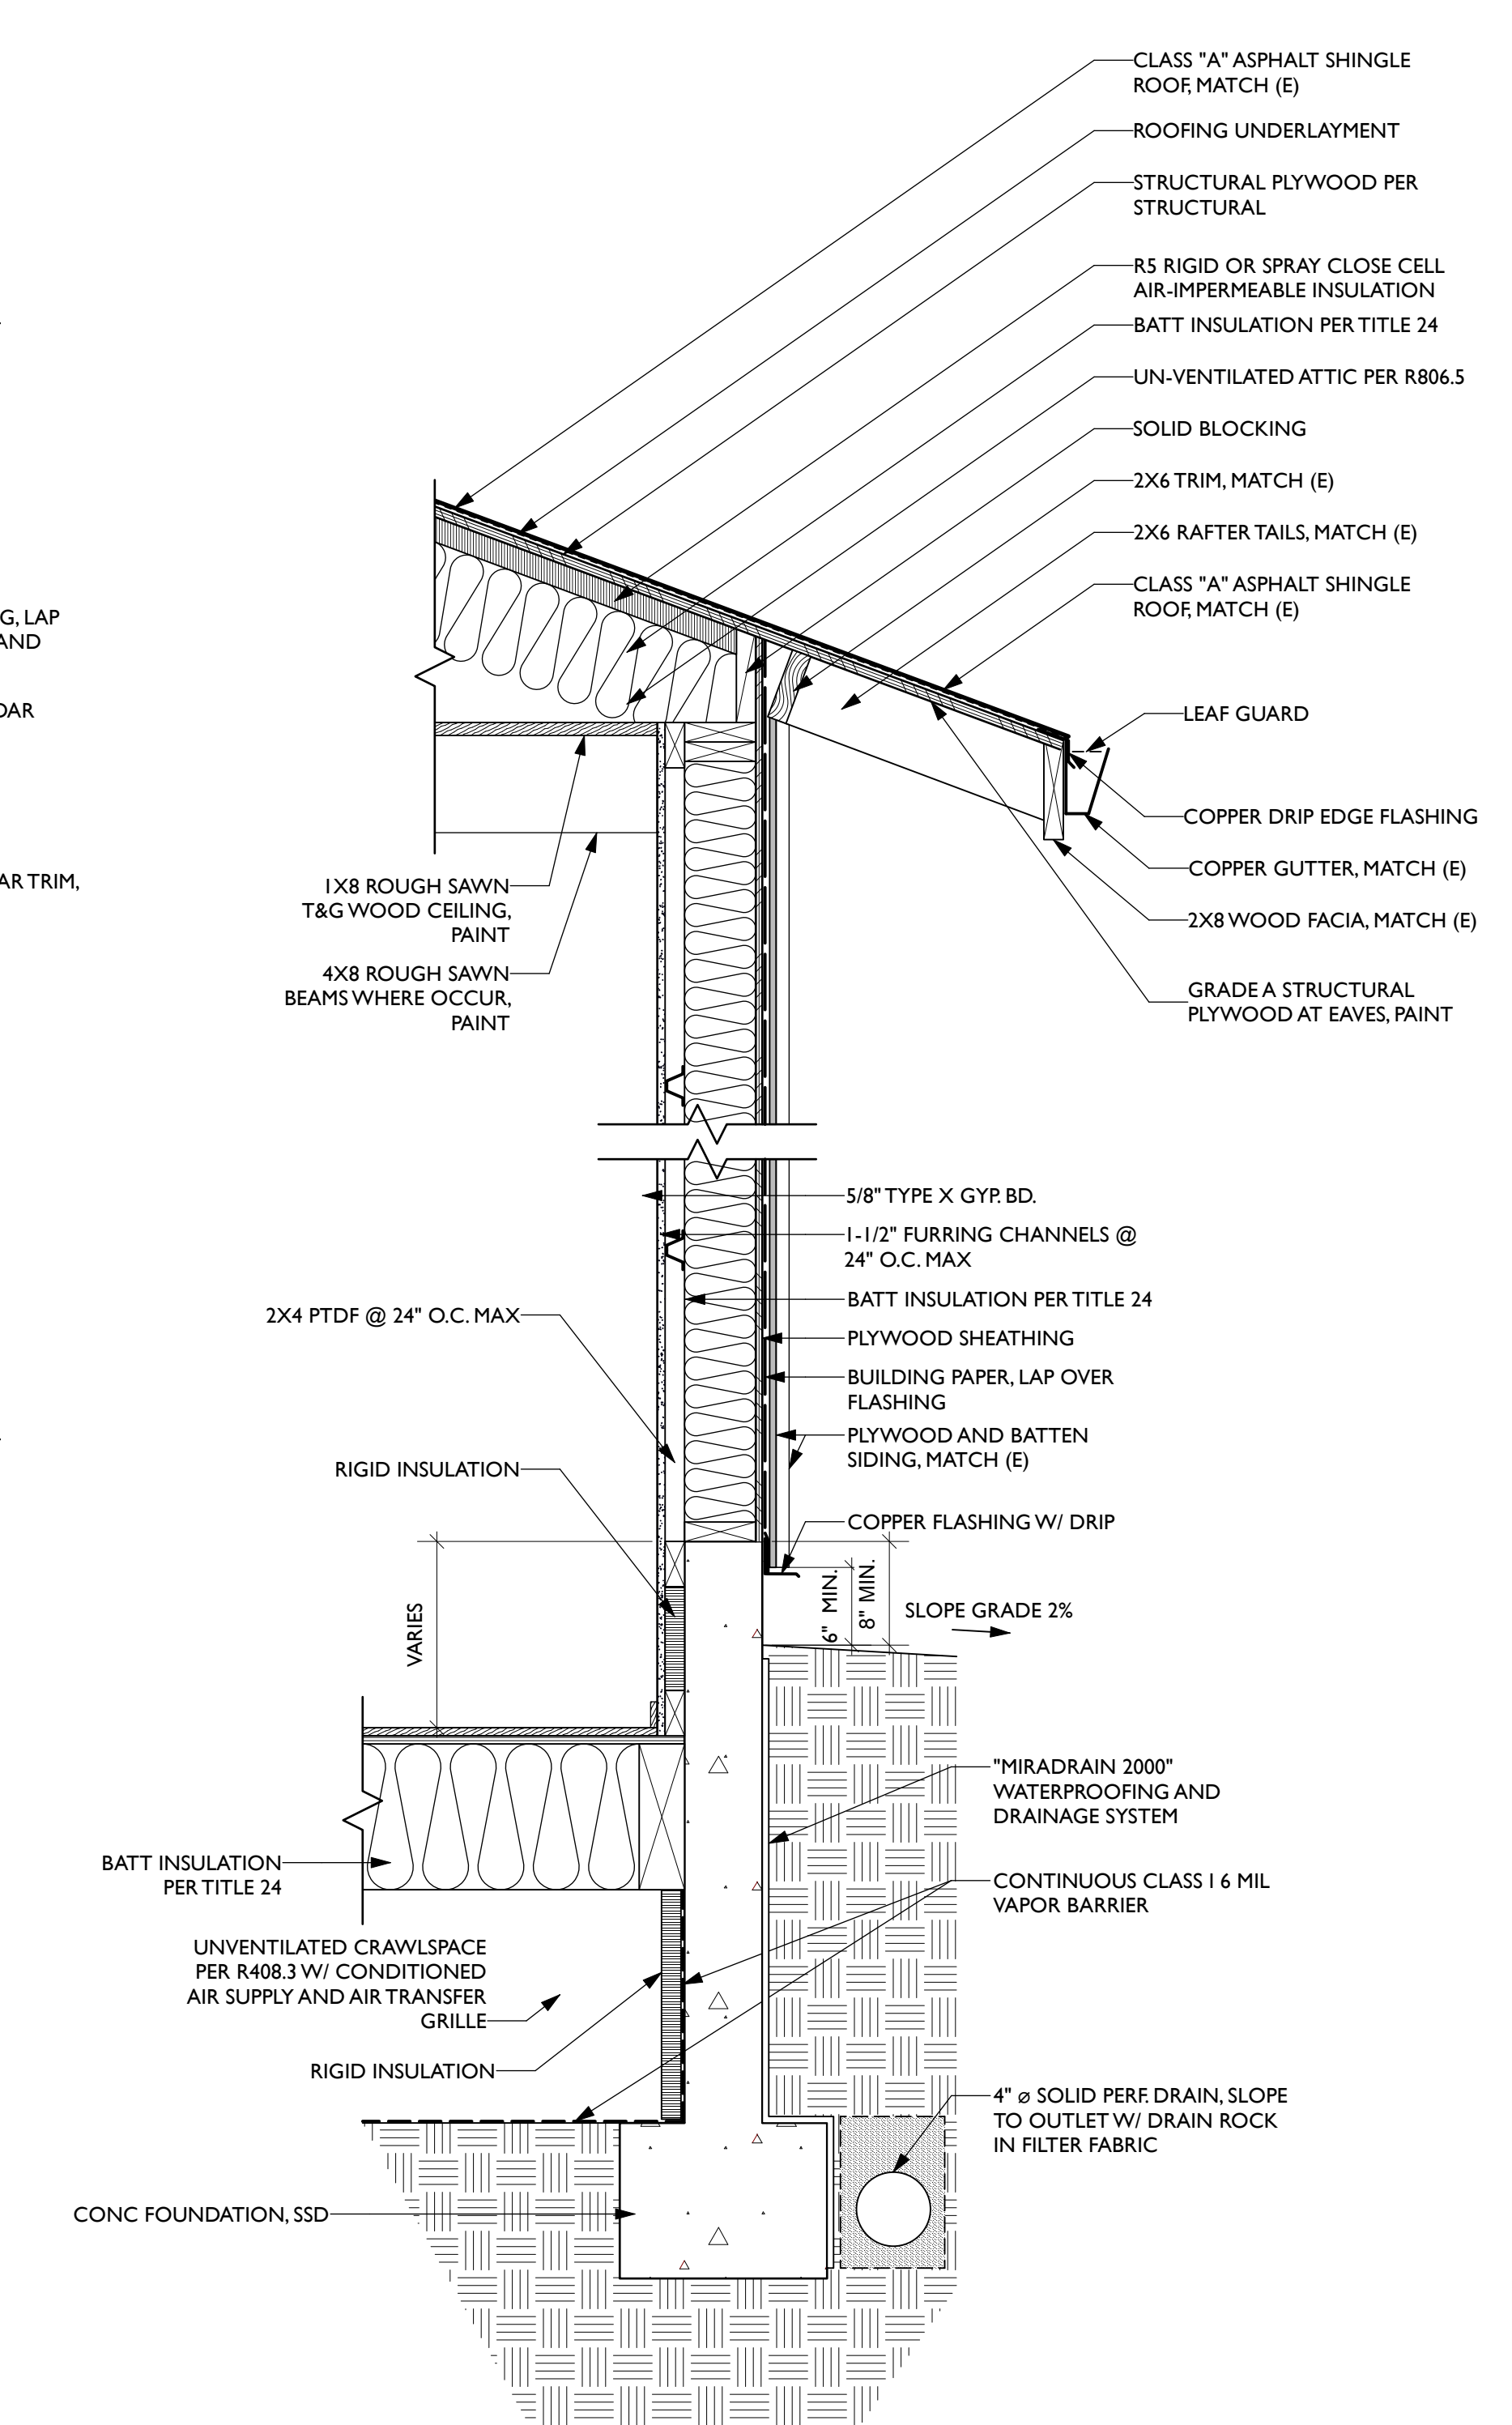 CLASS "A" ASPHALT SHINGLE
ROOF, MATCH (E)
ROOFING UNDERLAYMENT
STRUCTURAL PLYWOOD PER
STRUCTURAL
R5 RIGID OR SPRAY CLOSE CELL
AIR-IMPERMEABLE INSULATION
BATT INSULATION PER TITLE 24
UN-VENTILATED ATTIC PER R806.5
SOLID BLOCKING
2X6 TRIM, MATCH (E)
2X6 RAFTER TAILS, MATCH (E)
CLASS "A" ASPHALT SHINGLE
ROOF, MATCH (E)
G, LAP
AND
DAR
AR TRIM,
LEAF GUARD
COPPER DRIP EDGE FLASHING
COPPER GUTTER, MATCH (E)
2X8 WOOD FACIA, MATCH (E)
GRADE A STRUCTURAL
PLYWOOD AT EAVES, PAINT
1X8 ROUGH SAWN
T&G WOOD CEILING,
PAINT
4X8 ROUGH SAWN
BEAMS WHERE OCCUR,
PAINT
5/8" TYPE X GYP. BD.
1-1/2" FURRING CHANNELS @
24" O.C. MAX
BATT INSULATION PER TITLE 24
PLYWOOD SHEATHING
BUILDING PAPER, LAP OVER
FLASHING
PLYWOOD AND BATTEN
SIDING, MATCH (E)
COPPER FLASHING W/ DRIP
2X4 PTDF @ 24" O.C. MAX
RIGID INSULATION
VARIES
6" MIN.
8" MIN.
SLOPE GRADE 2%
"MIRADRAIN 2000"
WATERPROOFING AND
DRAINAGE SYSTEM
CONTINUOUS CLASS I 6 MIL
VAPOR BARRIER
BATT INSULATION
PER TITLE 24
UNVENTILATED CRAWLSPACE
PER R408.3 W/ CONDITIONED
AIR SUPPLY AND AIR TRANSFER
GRILLE
RIGID INSULATION
4" ⌀ SOLID PERF. DRAIN, SLOPE
TO OUTLET W/ DRAIN ROCK
IN FILTER FABRIC
CONC FOUNDATION, SSD